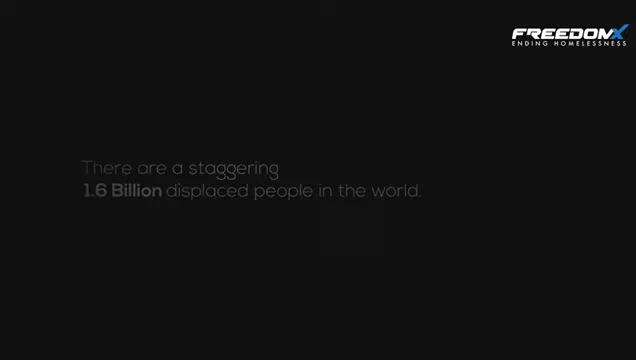 FREEDOMX
ENDING HOMELESSNESS
There are a staggering
1.6 Billion displaced people in the world.